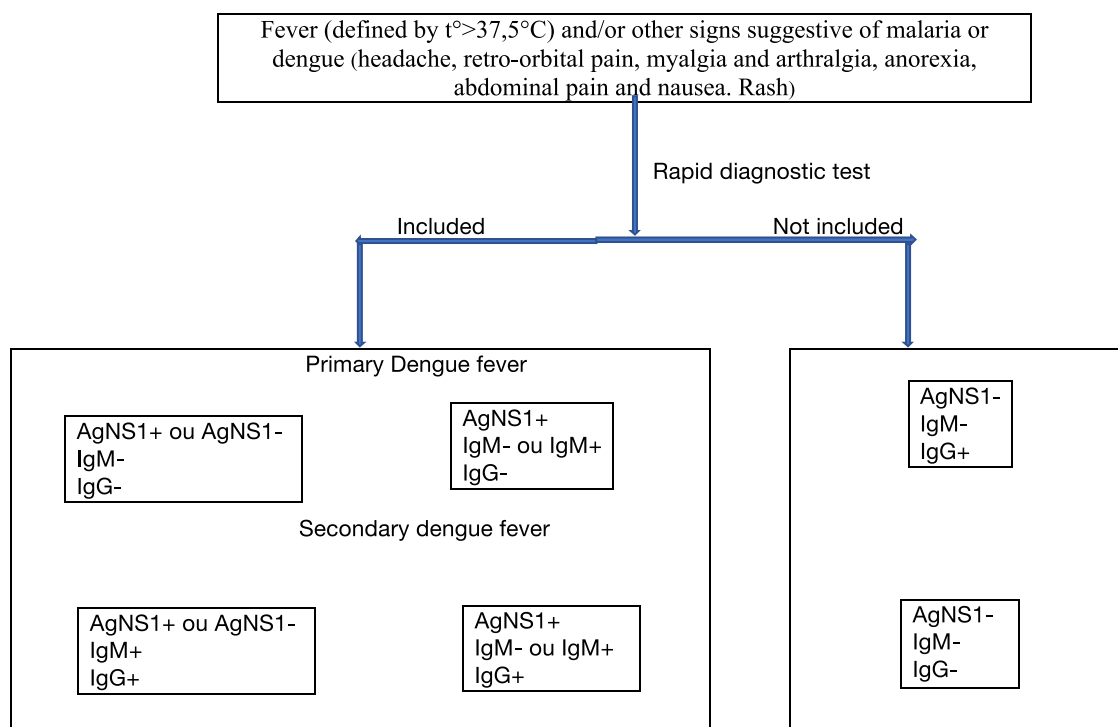 Fever (defined by t°>37,5°C) and/or other signs suggestive of malaria or
dengue (headache, retro-orbital pain, myalgia and arthralgia, anorexia,
abdominal pain and nausea. Rash)
Rapid diagnostic test
Included
Not included
Primary Dengue fever
AgNS1+ ou AgNS1-
IgM-
IgG-
AgNS1+
IgM- ou IgM+
IgG-
Secondary dengue fever
AgNS1+ ou AgNS1-
IgM+
IgG+
AgNS1+
IgM- ou IgM+
IgG+
AgNS1-
IgM-
IgG+
AgNS1-
IgM-
IgG-